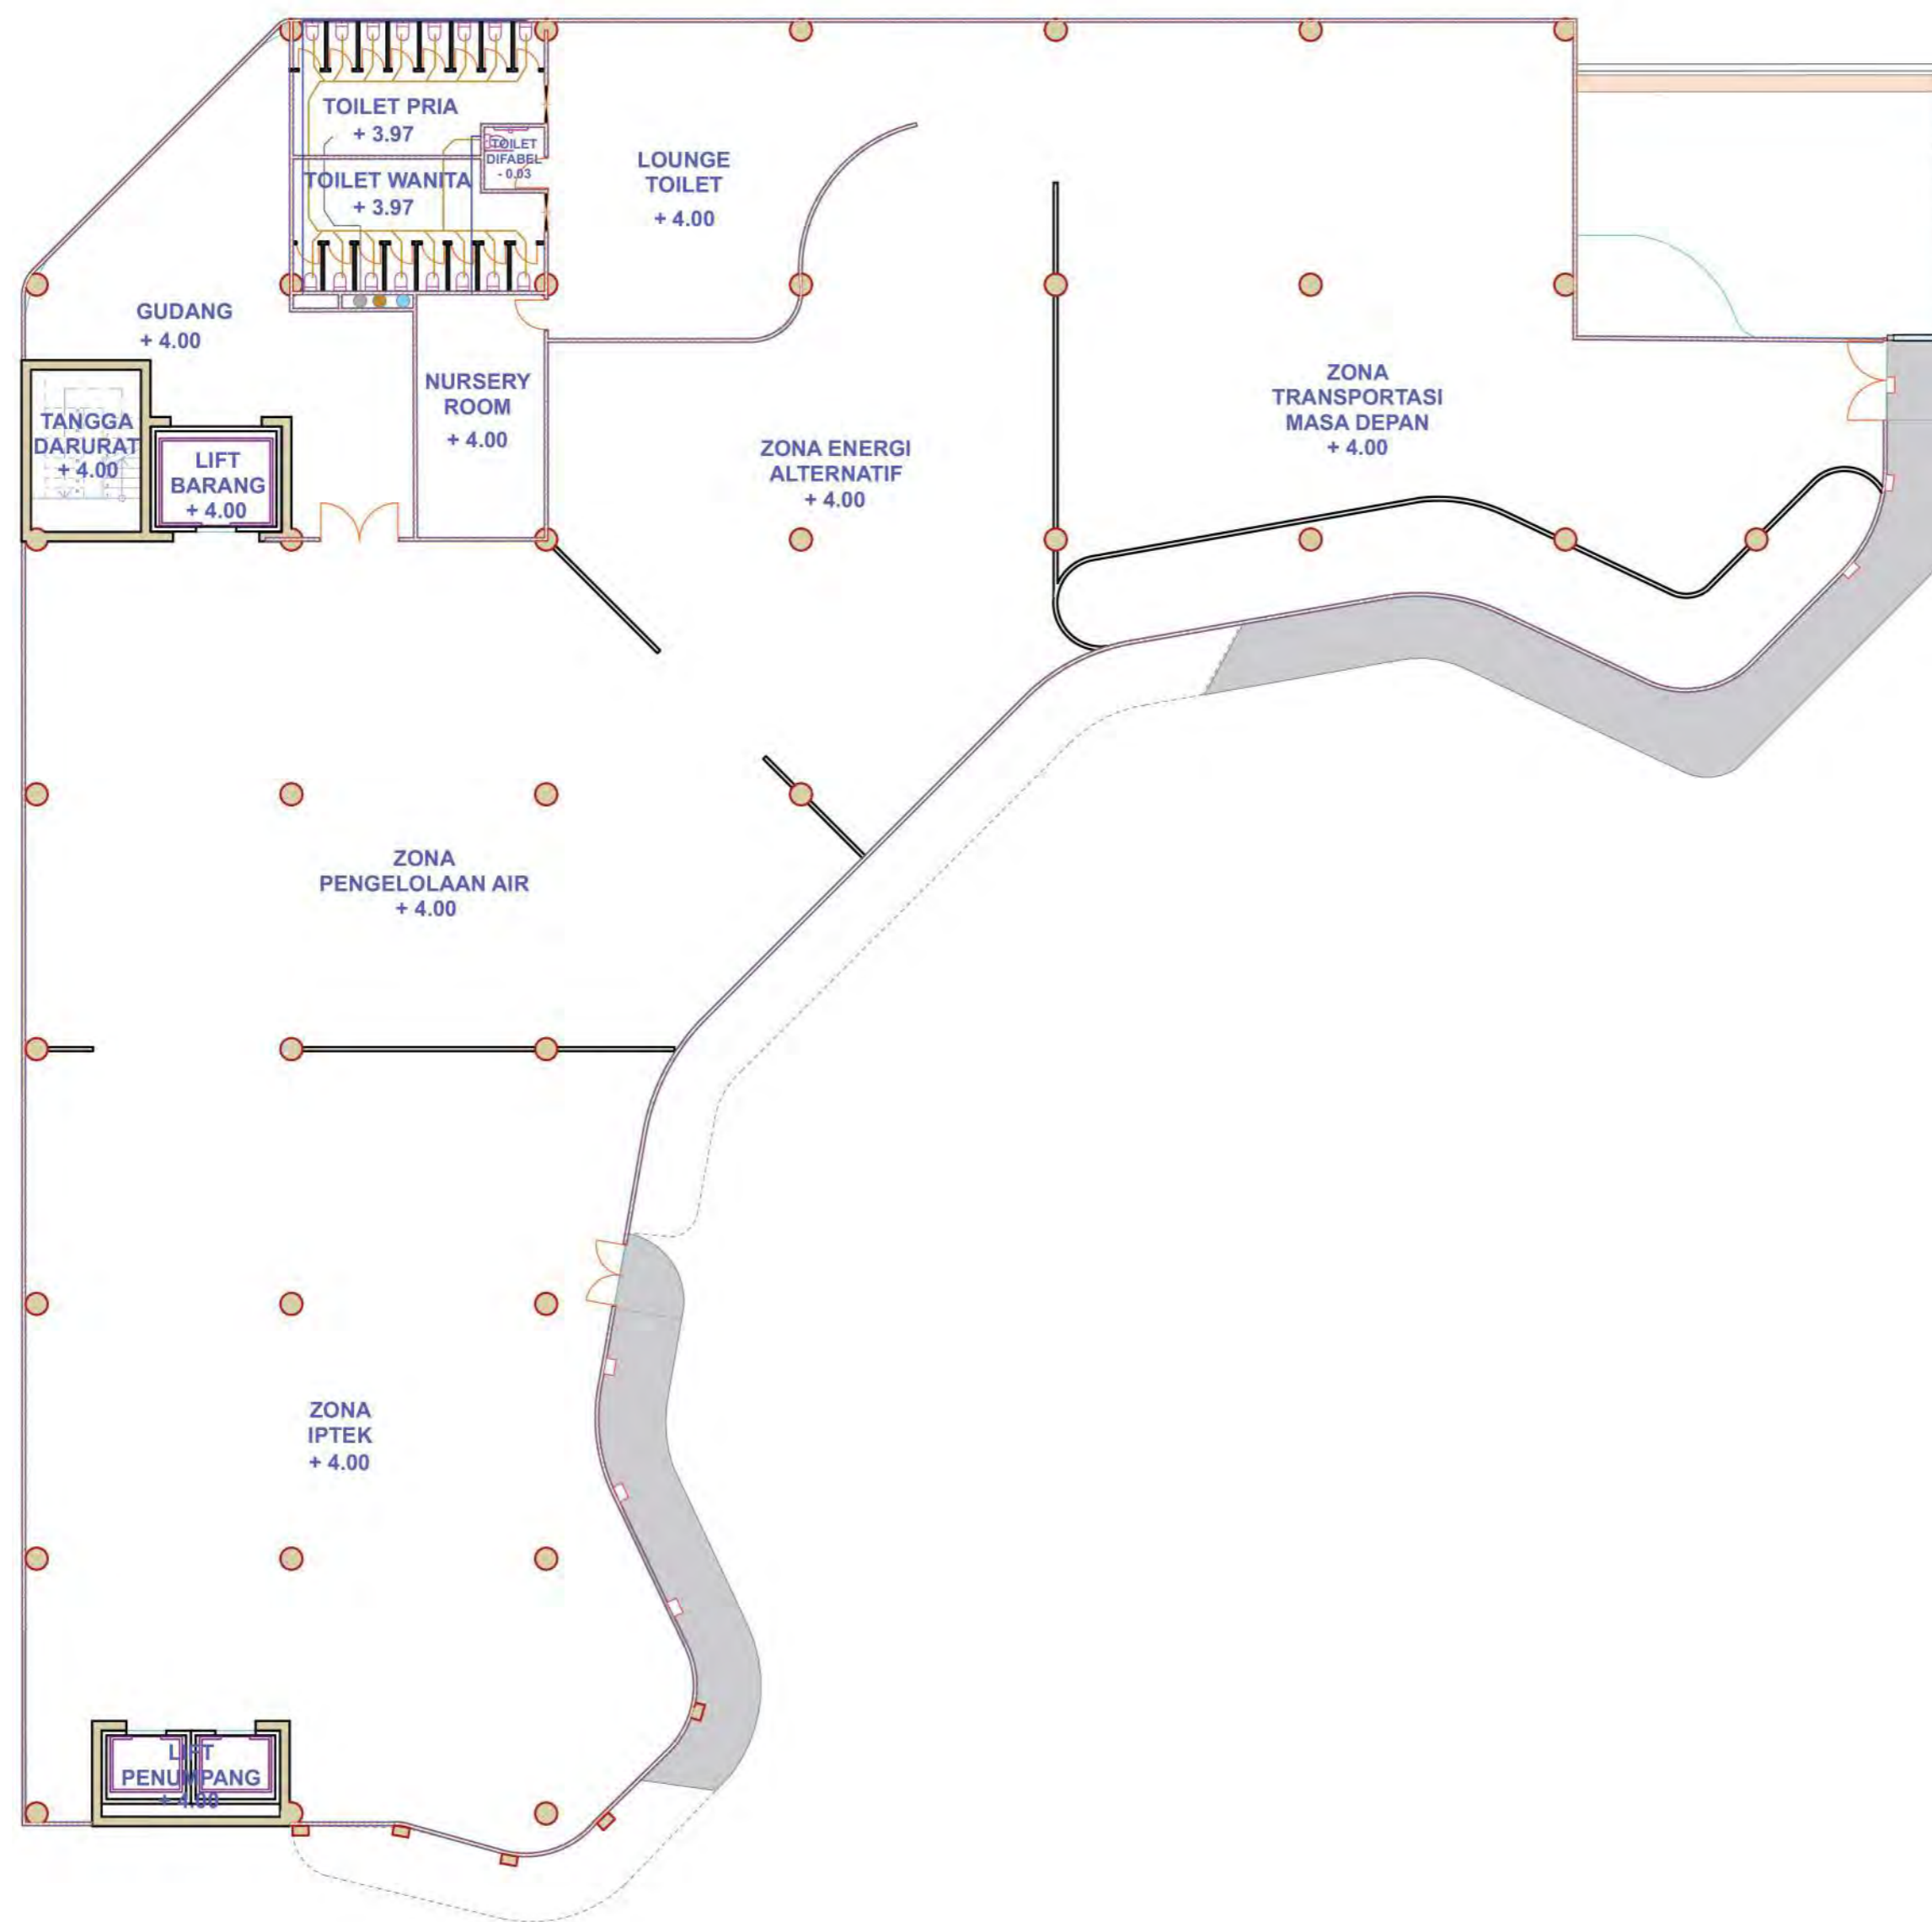 TOILET PRIA
+ 3.97
TOILET
DIFABEL
- 0.03
TOILET WANITA
+ 3.97
LOUNGE
TOILET
+ 4.00
GUDANG
+ 4.00
NURSERY
ROOM
+ 4.00
ZONA
TRANSPORTASI
MASA DEPAN
+ 4.00
TANGGA
DARURAT
+ 4.00
LIFT
BARANG
+ 4.00
ZONA ENERGI
ALTERNATIF
+ 4.00
ZONA
PENGELOLAAN AIR
+ 4.00
ZONA
IPTEK
+ 4.00
LIFT
PENUMPANG
+ 4.00